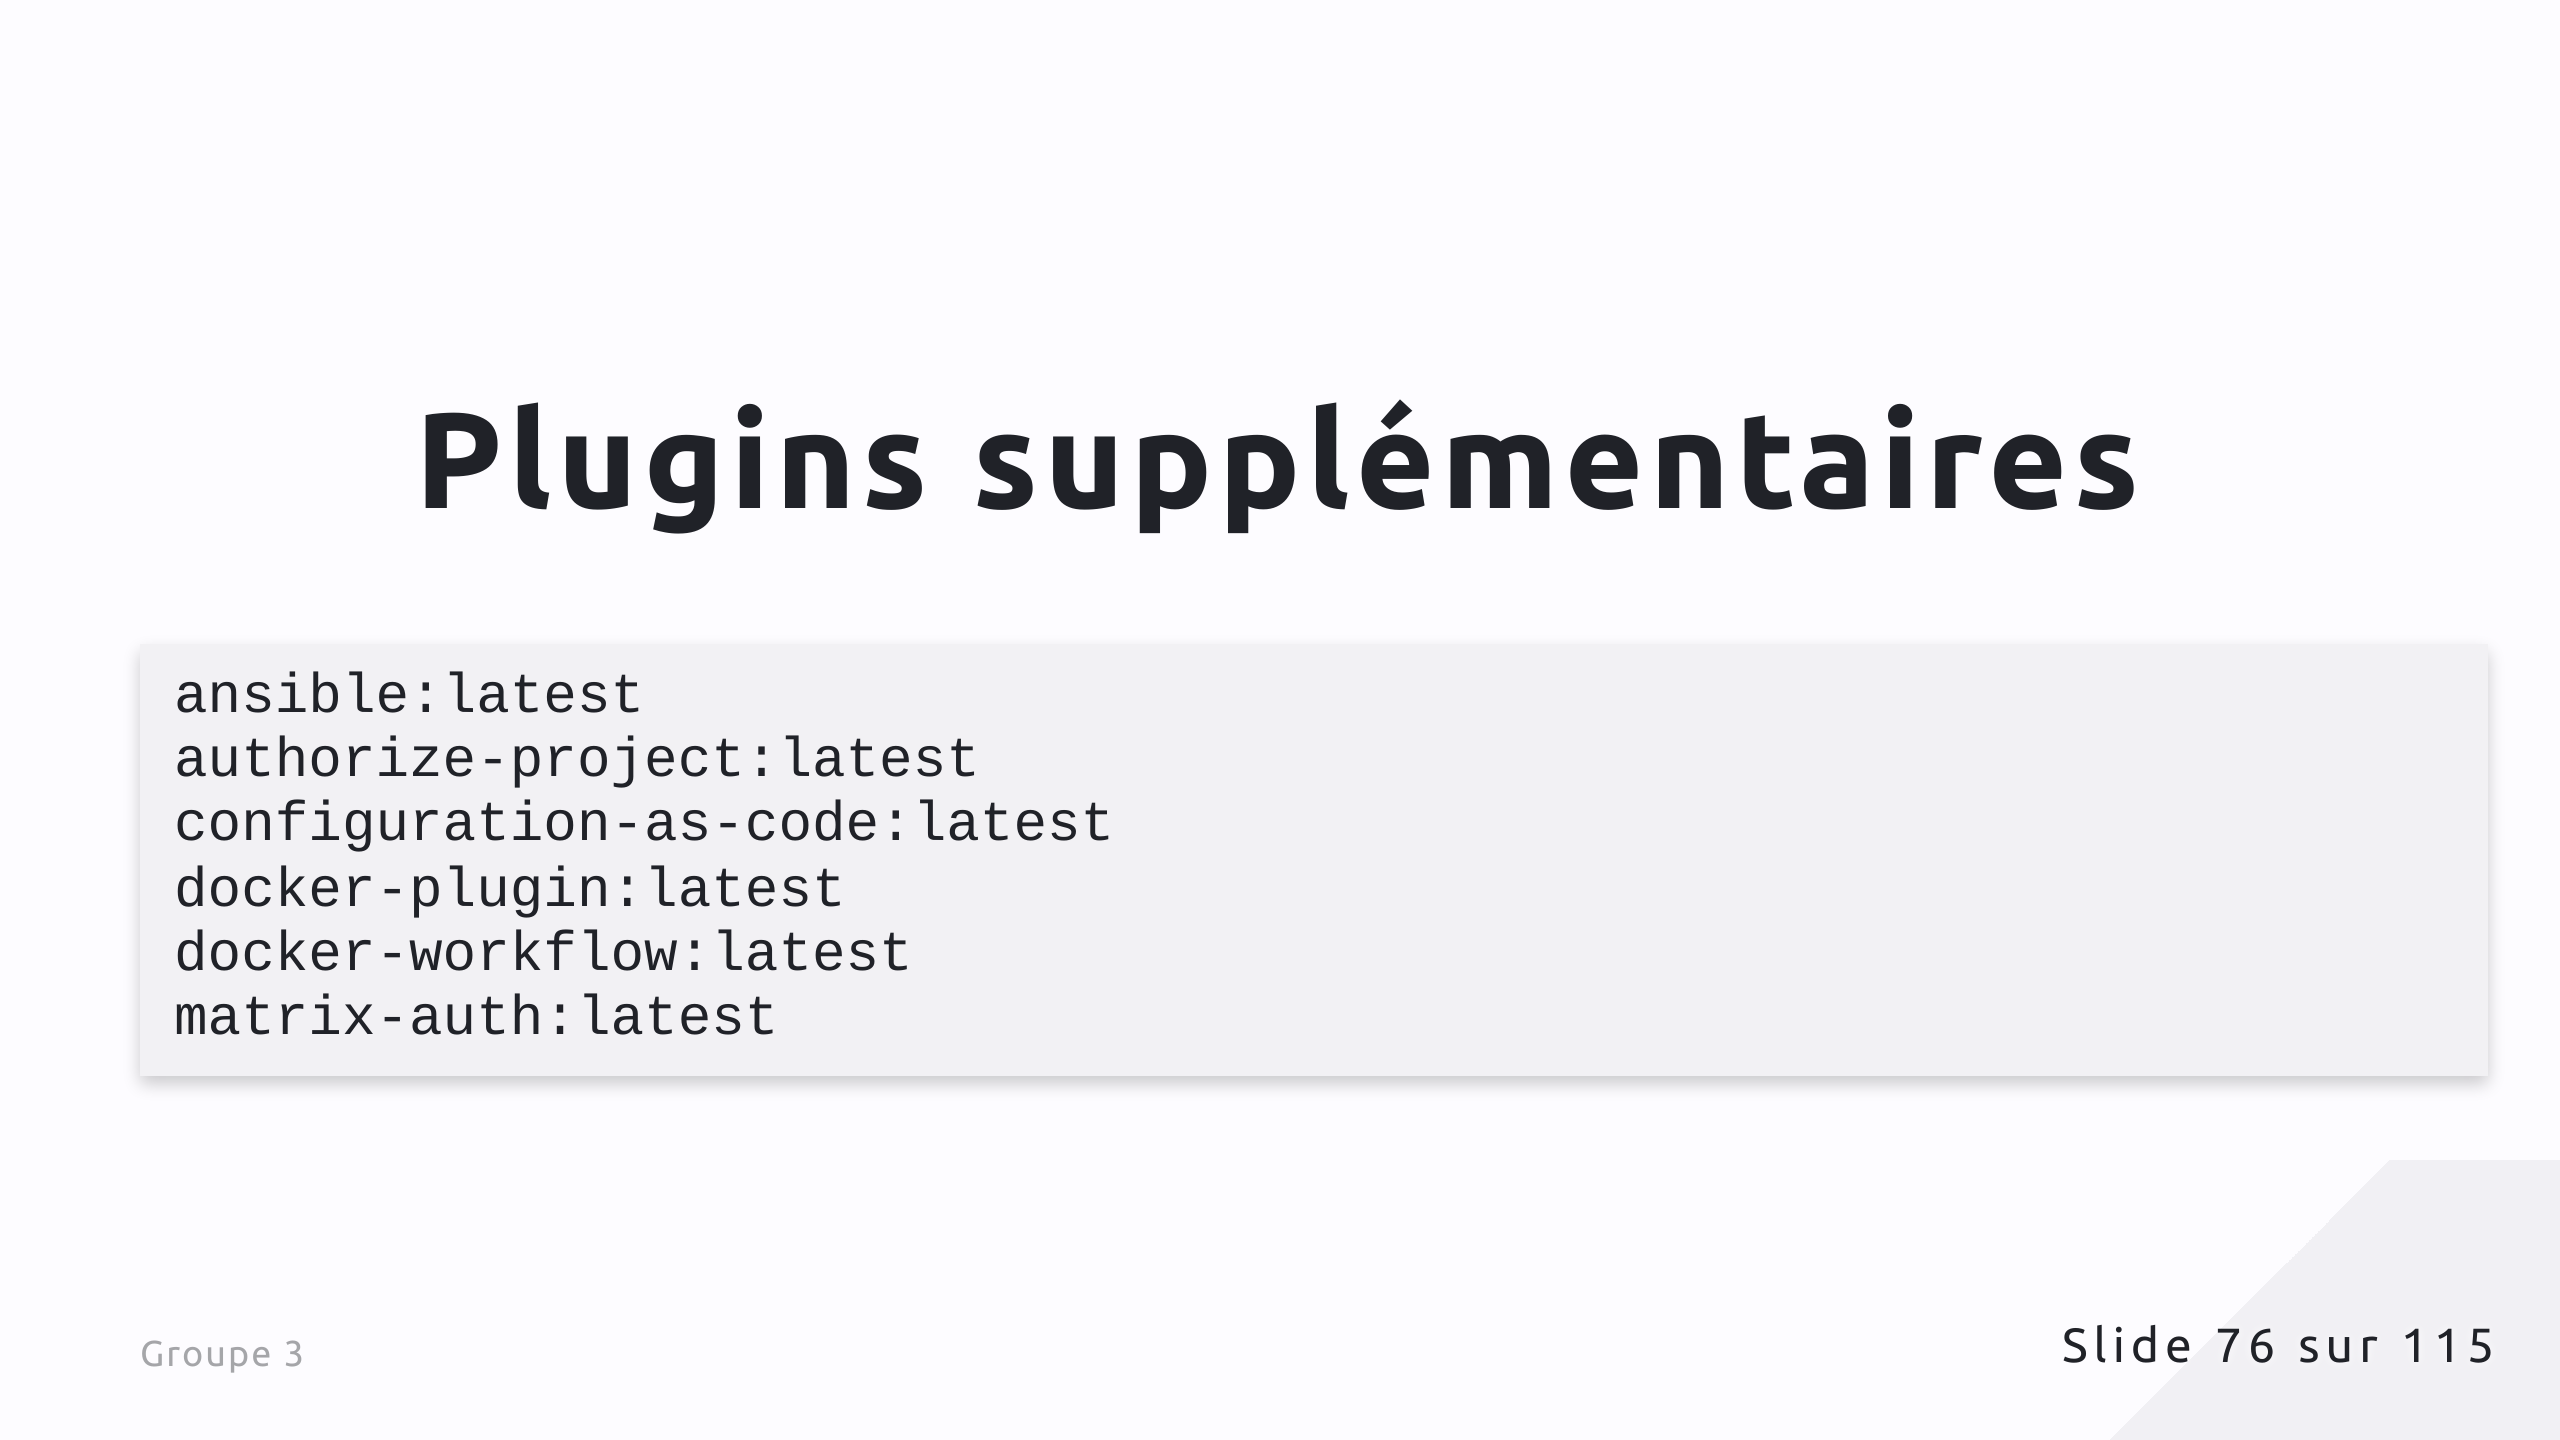 Plugins supplémentaires
ansible:latest
authorize-project:latest
configuration-as-code:latest
docker-plugin:latest
docker-workflow:latest
matrix-auth:latest
Groupe 3
Slide 76 sur 115